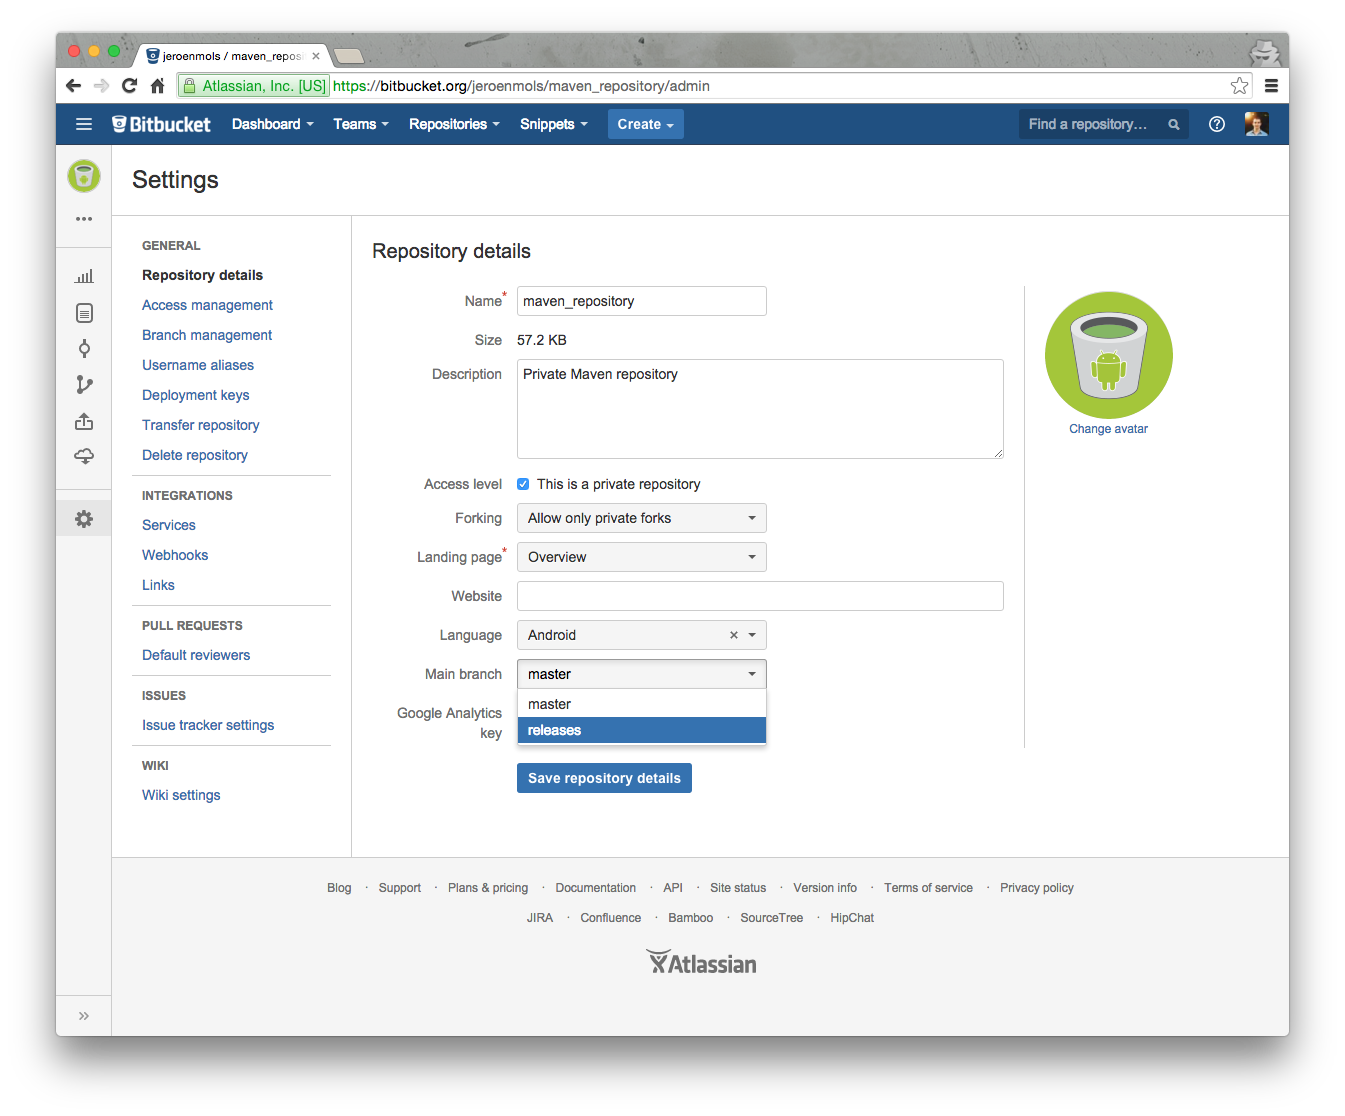 jeroenmols / maven_reposi
Atlassian, Inc. [US] https://bitbucket.org/jeroenmols/maven_repository/admin
Bitbucket Dashboard Teams Repositories Snippets Create Find a repository...
Settings
GENERAL
Repository details
Access management
Branch management
Username aliases
Deployment keys
Transfer repository
Delete repository
INTEGRATIONS
Services
Webhooks
Links
PULL REQUESTS
Default reviewers
ISSUES
Issue tracker settings
WIKI
Wiki settings
Repository details
Name* maven_repository
Size 57.2 KB
Description Private Maven repository
Access level This is a private repository
Forking Allow only private forks
Landing page* Overview
Website
Language Android
Main branch master
master
releases
Google Analytics
key
Save repository details
Change avatar
Blog · Support · Plans & pricing · Documentation · API · Site status · Version info · Terms of service · Privacy policy
JIRA · Confluence · Bamboo · SourceTree · HipChat
Atlassian